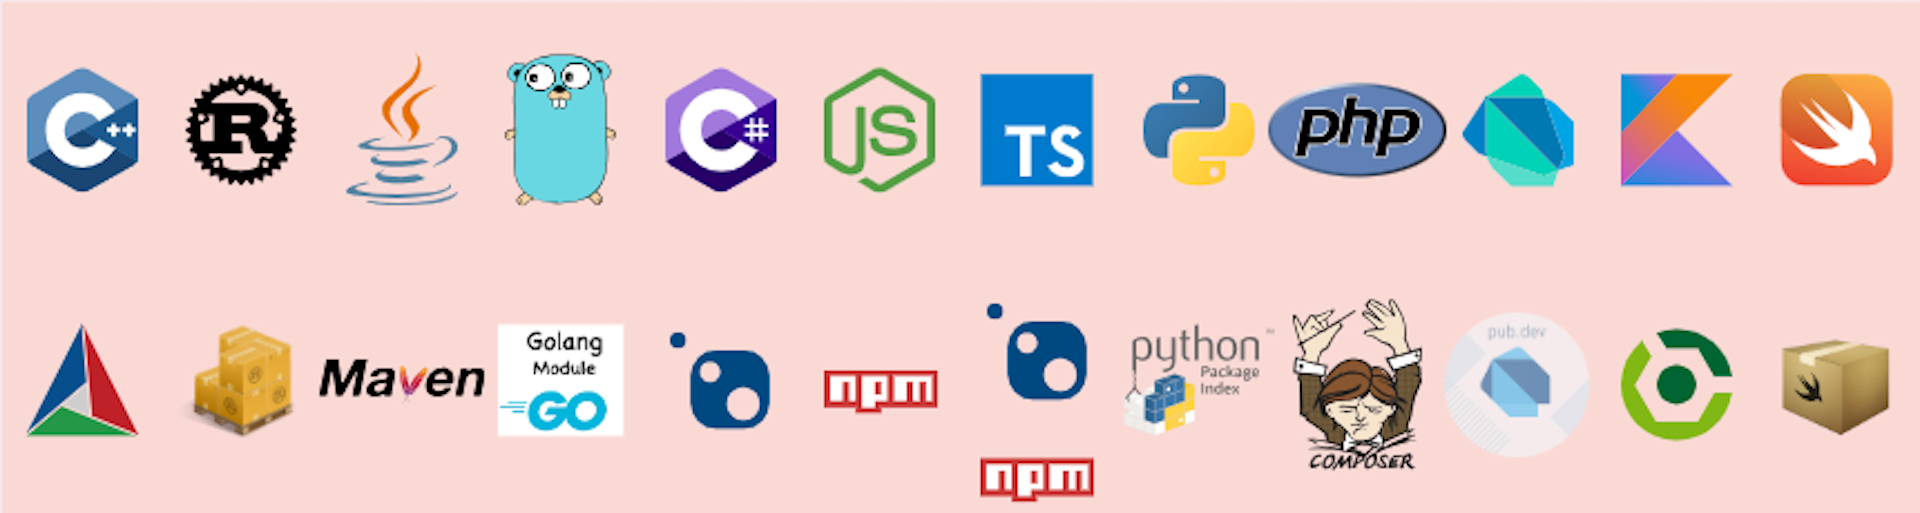 C++
R
C#
JS
TS
php
Maven
Golang
Module
GO
npm
npm
python
Package
Index
COMPOSER
pub.dev